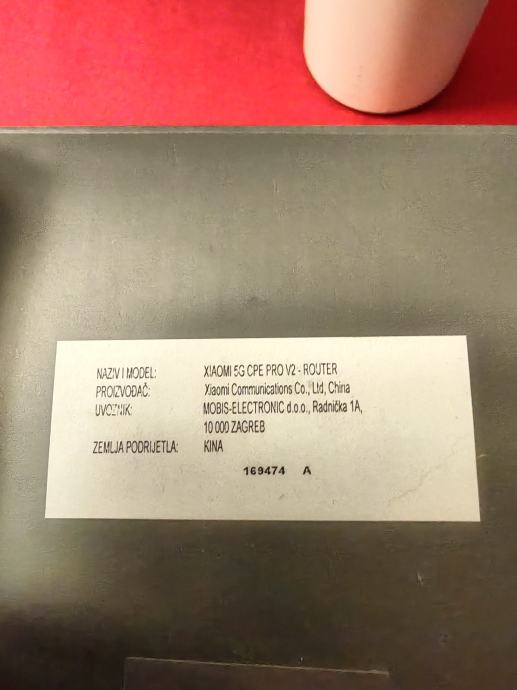 NAZIV I MODEL: XIAOMI 5G CPE PRO V2 - ROUTER
PROIZVOĐAČ: Xiaomi Communications Co., Ltd, China
UVOZNIK: MOBIS-ELECTRONIC d.o.o., Radnička 1A,
10 000 ZAGREB
ZEMLJA PODRIJETLA: KINA
169474 A